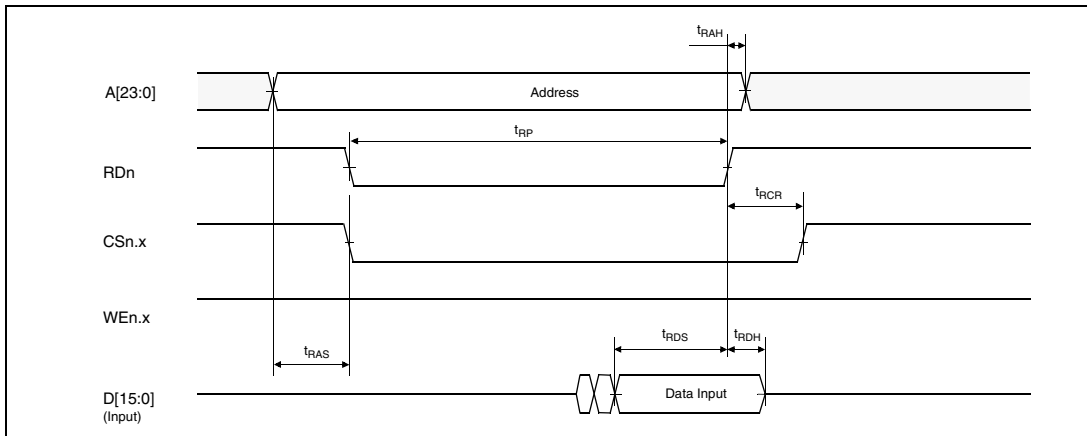 tRAH
A[23:0]
Address
tRP
RDn
tRCR
CSn.x
WEn.x
tRDS
tRDH
tRAS
D[15:0]
Data Input
(Input)